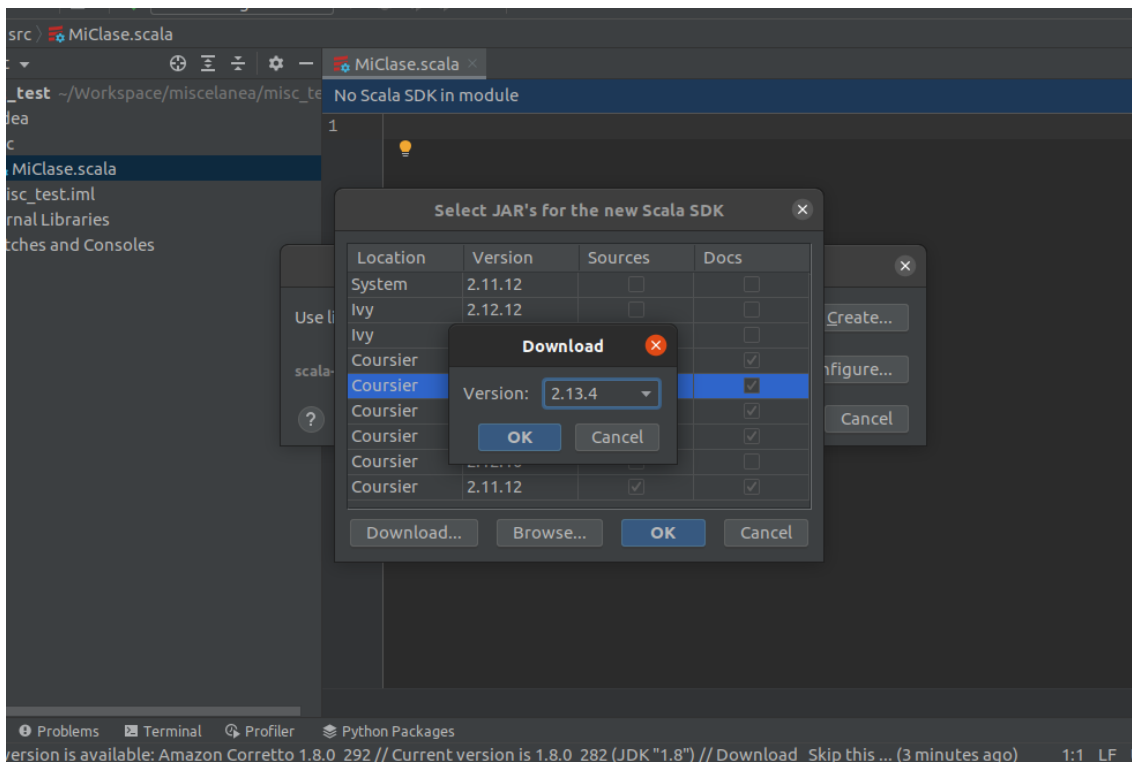 src 〉 MiClase.scala
MiClase.scala
_test ~/Workspace/miscelanea/misc_te
No Scala SDK in module
dea
1
c
MiClase.scala
isc_test.iml
rnal Libraries
tches and Consoles
Select JAR's for the new Scala SDK
Location Version Sources Docs
System 2.11.12
Ivy 2.12.12
Ivy
Coursier
Coursier
Coursier
Coursier
Coursier
Coursier 2.11.12
Download... Browse... OK Cancel
Download
Version: 2.13.4
OK Cancel
Use li
Create...
scala-
nfigure...
? Cancel
Problems Terminal Profiler Python Packages
version is available: Amazon Corretto 1.8.0_292 // Current version is 1.8.0_282 (JDK "1.8") // Download Skip this ... (3 minutes ago) 1:1 LF